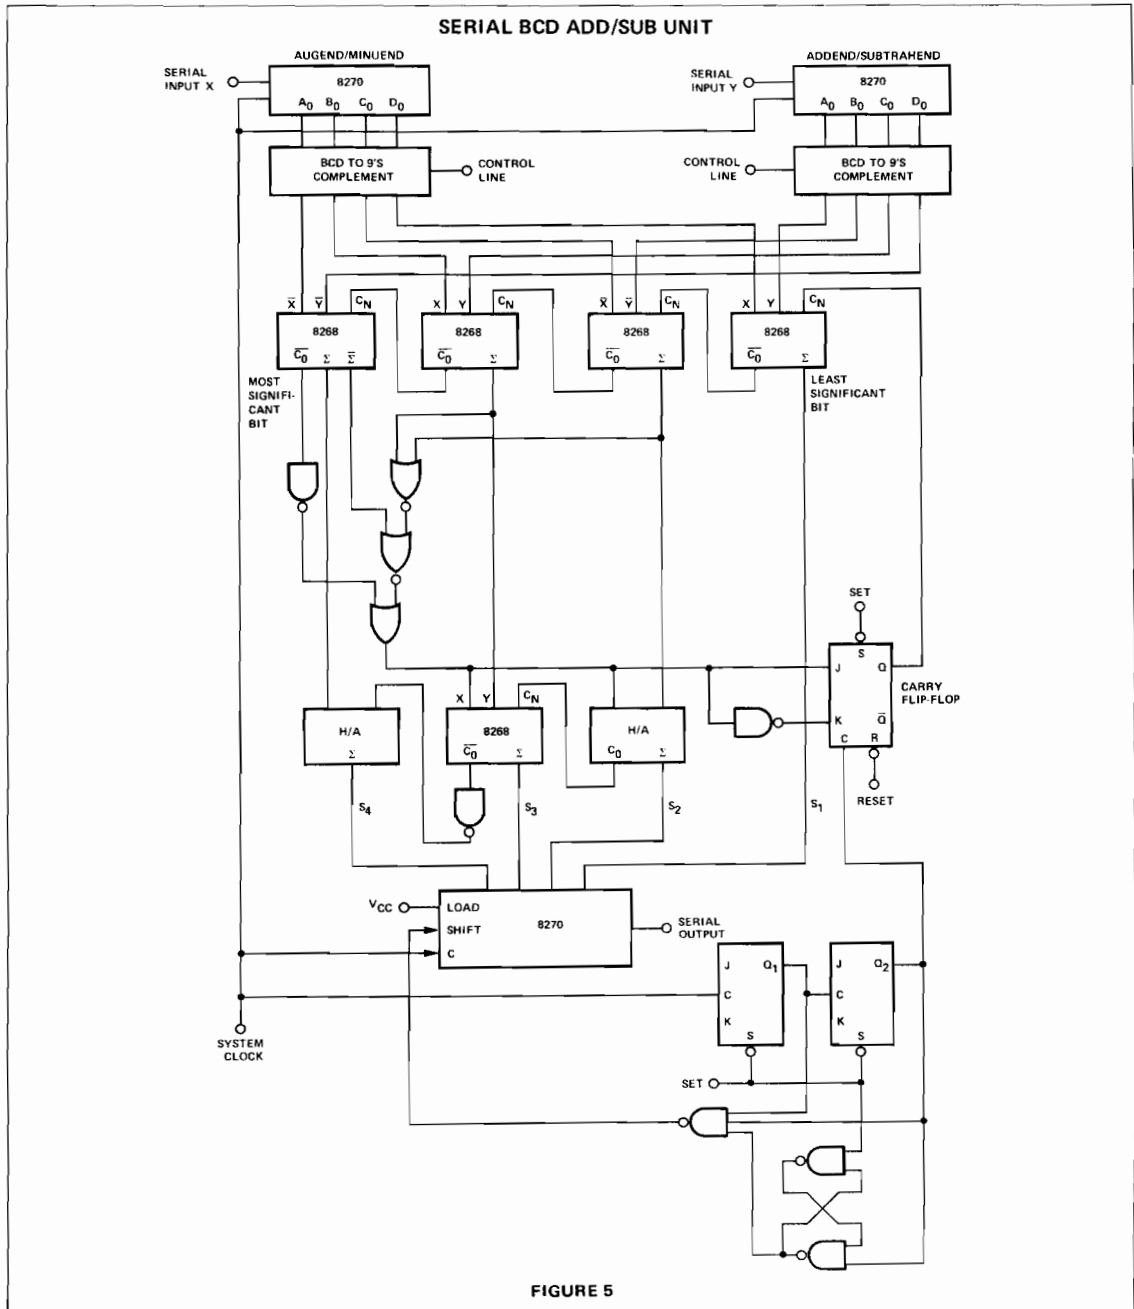 SERIAL BCD ADD/SUB UNIT
AUGEND/MINUEND
ADDEND/SUBTRAHEND
SERIAL
INPUT X
8270
A0 B0 C0 D0
SERIAL
INPUT Y
8270
A0 B0 C0 D0
BCD TO 9'S
COMPLEMENT
CONTROL
LINE
CONTROL
LINE
BCD TO 9'S
COMPLEMENT
X̅ Y̅ CN
X Y CN
X̅ Y̅ CN
X Y CN
8268
C̅0̅ Σ Σ̅
8268
C̅0̅ Σ
8268
C̅0̅ Σ
8268
C̅0̅ Σ
MOST
SIGNIFI-
CANT
BIT
LEAST
SIGNIFICANT
BIT
SET
S
J Q
CARRY
FLIP-FLOP
K Q̅
C R
RESET
X Y CN
H/A
Σ
8268
C̅0̅ Σ
H/A
C0 Σ
S4
S3
S2
S1
VCC
LOAD
SHIFT
C
8270
SERIAL
OUTPUT
J Q1
C
K
S
J Q2
C
K
S
SYSTEM
CLOCK
SET
FIGURE 5